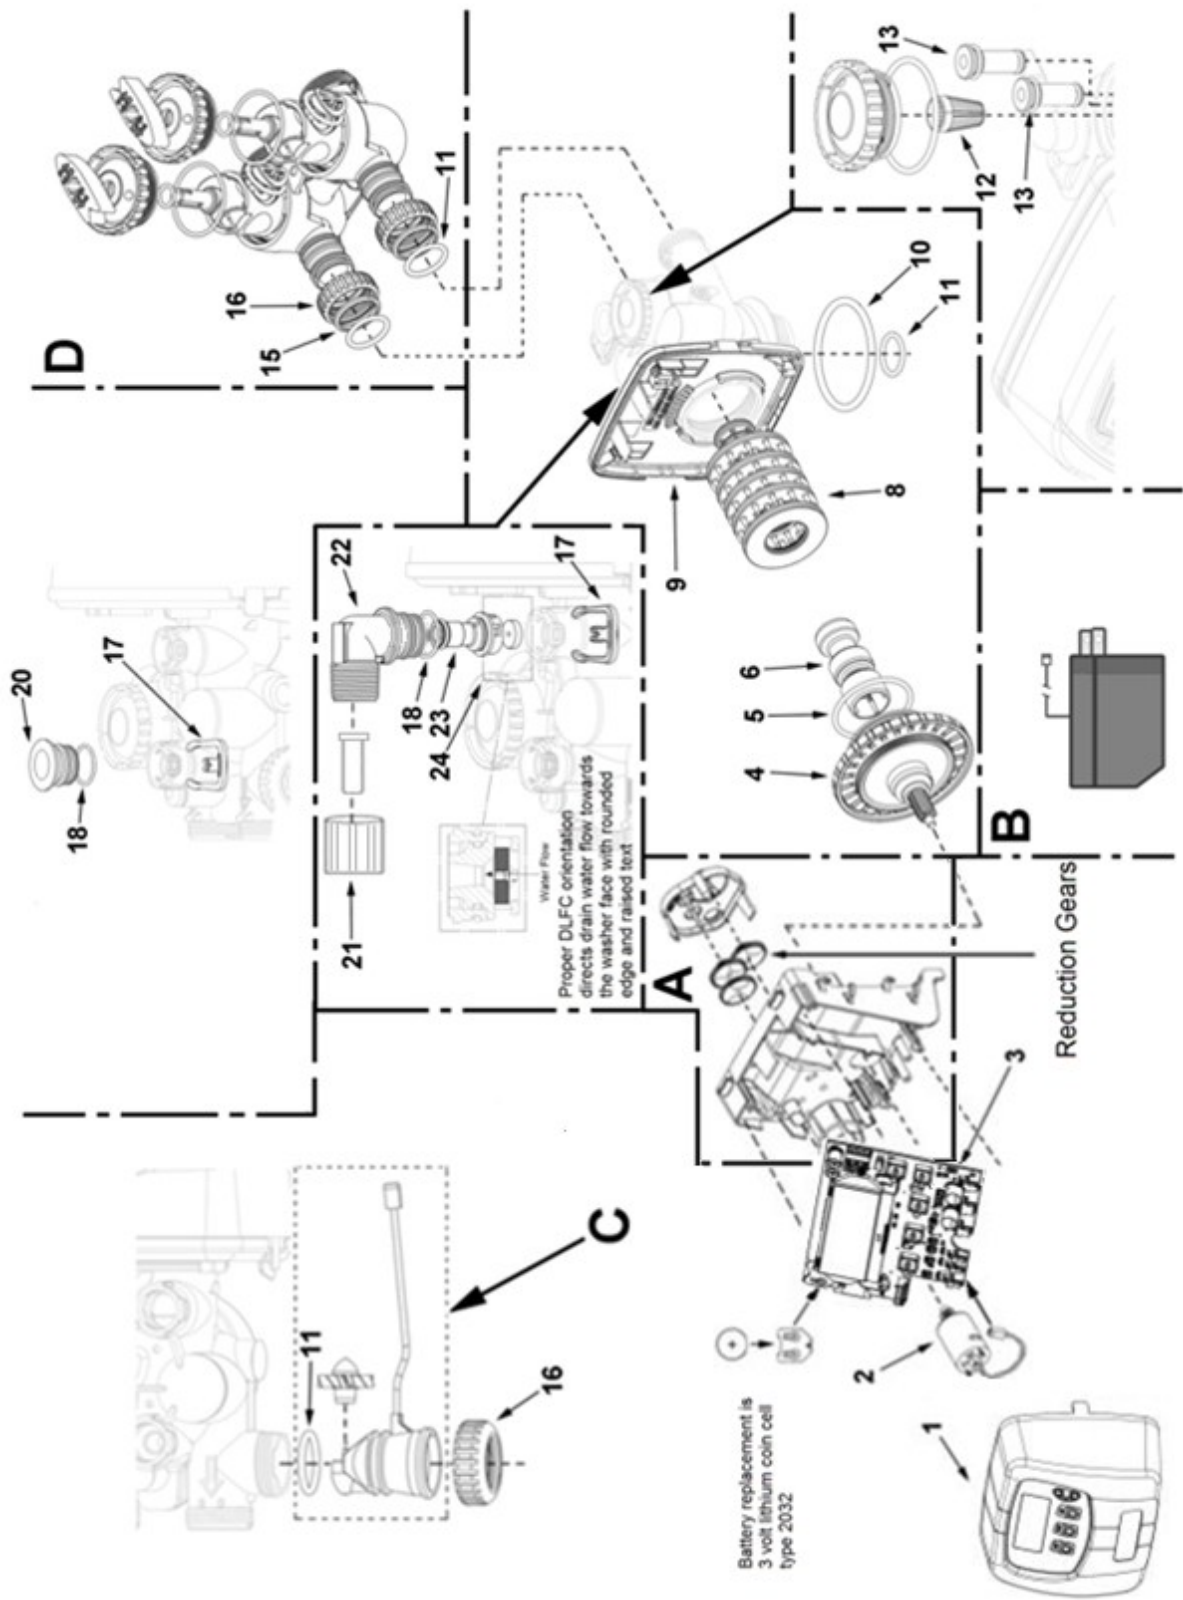 11
16
C
20
18
17
22
18
23
24
21
17
Water Flow
Proper DLFC orientation
directs drain water flow towards
the washer face with rounded
edge and raised text
D
16
15
11
A
Reduction Gears
3
2
1
Battery replacement is
3 volt lithium coin cell
type 2032
4
5
6
9
8
10
11
B
13
13
12